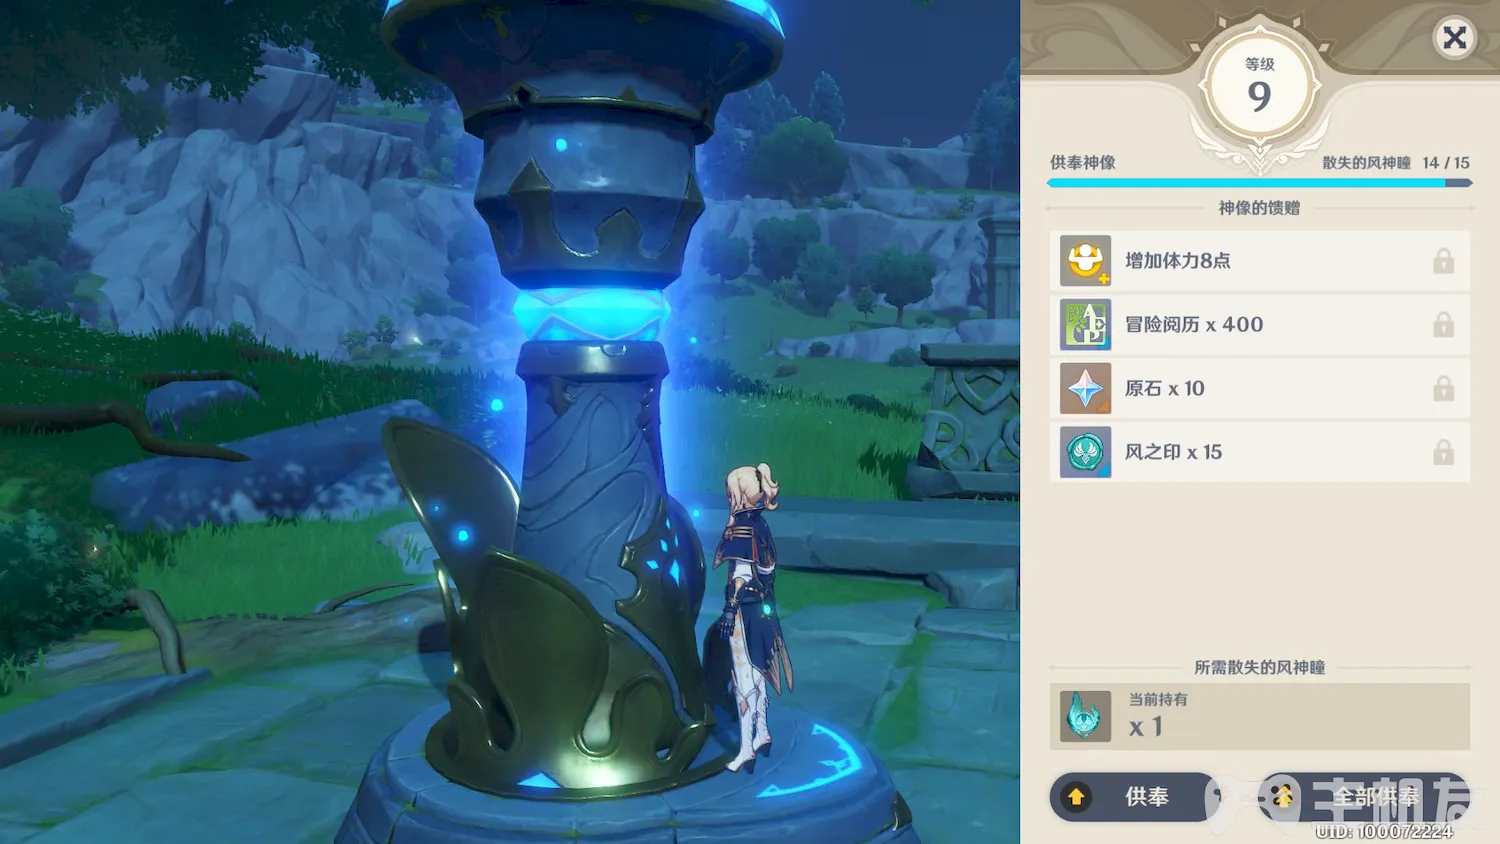 等级
9
供奉神像
散失的风神瞳 14 / 15
神像的馈赠
增加体力8点
冒险阅历 x 400
原石 x 10
风之印 x 15
所需散失的风神瞳
当前持有
x 1
供奉
全部供奉
主机友
UID: 100072224